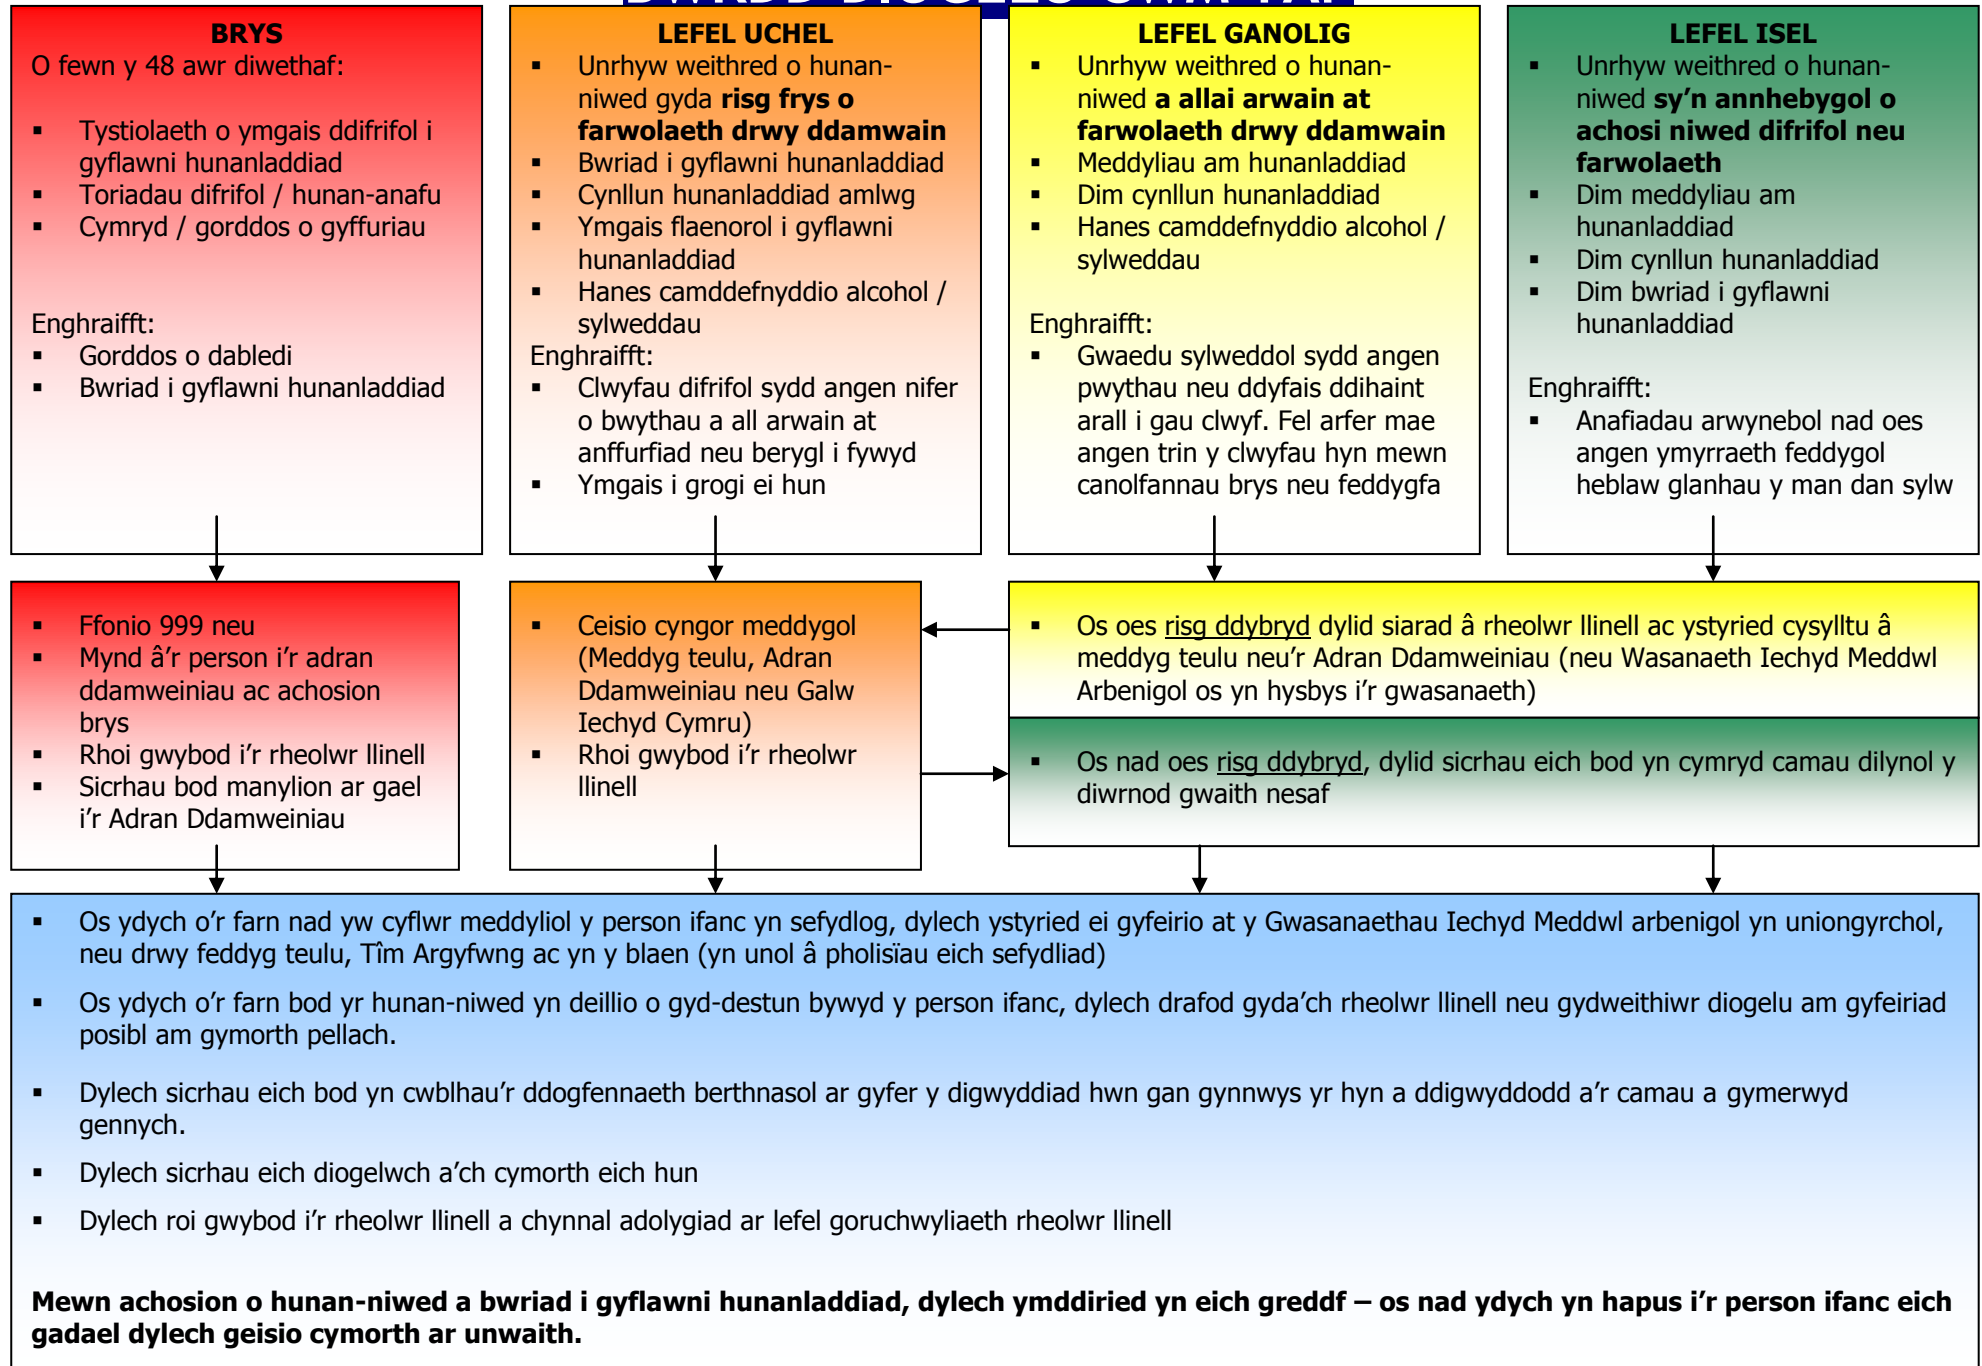 BRYS
O fewn y 48 awr diwethaf:
▪ Tystiolaeth o ymgais ddifrifol i
gyflawni hunanladdiad
▪ Toriadau difrifol / hunan-anafu
▪ Cymryd / gorddos o gyffuriau
Enghraifft:
▪ Gorddos o dabledi
▪ Bwriad i gyflawni hunanladdiad
LEFEL UCHEL
▪ Unrhyw weithred o hunan-
niwed gyda risg frys o
farwolaeth drwy ddamwain
▪ Bwriad i gyflawni hunanladdiad
▪ Cynllun hunanladdiad amlwg
▪ Ymgais flaenorol i gyflawni
hunanladdiad
▪ Hanes camddefnyddio alcohol /
sylweddau
Enghraifft:
▪ Clwyfau difrifol sydd angen nifer
o bwythau a all arwain at
anffurfiad neu berygl i fywyd
▪ Ymgais i grogi ei hun
LEFEL GANOLIG
▪ Unrhyw weithred o hunan-
niwed a allai arwain at
farwolaeth drwy ddamwain
▪ Meddyliau am hunanladdiad
▪ Dim cynllun hunanladdiad
▪ Hanes camddefnyddio alcohol /
sylweddau
Enghraifft:
▪ Gwaedu sylweddol sydd angen
pwythau neu ddyfais ddihaint
arall i gau clwyf. Fel arfer mae
angen trin y clwyfau hyn mewn
canolfannau brys neu feddygfa
LEFEL ISEL
▪ Unrhyw weithred o hunan-
niwed sy’n annhebygol o
achosi niwed difrifol neu
farwolaeth
▪ Dim meddyliau am
hunanladdiad
▪ Dim cynllun hunanladdiad
▪ Dim bwriad i gyflawni
hunanladdiad
Enghraifft:
▪ Anafiadau arwynebol nad oes
angen ymyrraeth feddygol
heblaw glanhau y man dan sylw
▪ Ffonio 999 neu
▪ Mynd â’r person i’r adran
ddamweiniau ac achosion
brys
▪ Rhoi gwybod i’r rheolwr llinell
▪ Sicrhau bod manylion ar gael
i’r Adran Ddamweiniau
▪ Ceisio cyngor meddygol
(Meddyg teulu, Adran
Ddamweiniau neu Galw
Iechyd Cymru)
▪ Rhoi gwybod i’r rheolwr
llinell
▪ Os oes risg ddybryd dylid siarad â rheolwr llinell ac ystyried cysylltu â
meddyg teulu neu’r Adran Ddamweiniau (neu Wasanaeth Iechyd Meddwl
Arbenigol os yn hysbys i’r gwasanaeth)
▪ Os nad oes risg ddybryd, dylid sicrhau eich bod yn cymryd camau dilynol y
diwrnod gwaith nesaf
▪ Os ydych o’r farn nad yw cyflwr meddyliol y person ifanc yn sefydlog, dylech ystyried ei gyfeirio at y Gwasanaethau Iechyd Meddwl arbenigol yn uniongyrchol,
neu drwy feddyg teulu, Tîm Argyfwng ac yn y blaen (yn unol â pholisïau eich sefydliad)
▪ Os ydych o’r farn bod yr hunan-niwed yn deillio o gyd-destun bywyd y person ifanc, dylech drafod gyda’ch rheolwr llinell neu gydweithiwr diogelu am gyfeiriad
posibl am gymorth pellach.
▪ Dylech sicrhau eich bod yn cwblhau’r ddogfennaeth berthnasol ar gyfer y digwyddiad hwn gan gynnwys yr hyn a ddigwyddodd a’r camau a gymerwyd
gennych.
▪ Dylech sicrhau eich diogelwch a’ch cymorth eich hun
▪ Dylech roi gwybod i’r rheolwr llinell a chynnal adolygiad ar lefel goruchwyliaeth rheolwr llinell
Mewn achosion o hunan-niwed a bwriad i gyflawni hunanladdiad, dylech ymddiried yn eich greddf – os nad ydych yn hapus i’r person ifanc eich
gadael dylech geisio cymorth ar unwaith.